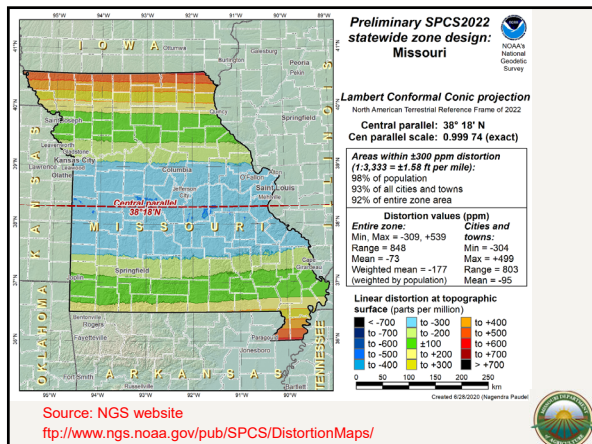 Preliminary SPCS2022
statewide zone design:
Missouri
NOAA's
National
Geodetic
Survey
Lambert Conformal Conic projection
North American Terrestrial Reference Frame of 2022
Central parallel: 38° 18' N
Cen parallel scale: 0.999 74 (exact)
Areas within ±300 ppm distortion
(1:3,333 = ±1.58 ft per mile):
98% of population
93% of all cities and towns
92% of entire zone area
Distortion values (ppm)
Entire zone:
Min, Max = -309, +539
Range = 848
Mean = -73
Weighted mean = -177
(weighted by population)
Cities and
towns:
Min = -304
Max = +499
Range = 803
Mean = -95
Linear distortion at topographic
surface (parts per million)
< -700
to -700
to -600
to -500
to -400
to -300
to -200
±100
to +200
to +300
to +400
to +500
to +600
to +700
> +700
0 50 100 150 200 250
km
Created 6/28/2020 (Nagendra Paudel)
IOWA
Ottumwa
Galesburg
Burlington
Peoria
Pekin
Quincy
Springfield
Saint Joseph
Leavenworth
Kansas City
Lawrence
Olathe
Columbia
Jefferson
City
O'Fallon
Alton
Saint Louis
Central parallel
38°18'N
MISSOURI
KANSAS
Springfield
Joplin
Cape
Girardeau
Bentonville
Rogers
Fayetteville
Paragould
Jonesboro
OKLAHOMA
ARKANSAS
TENNESSEE
Fort Smith
Russellville
Bartlett
95°W
94°W
93°W
92°W
91°W
90°W
89°W
Source: NGS website
ftp://www.ngs.noaa.gov/pub/SPCS/DistortionMaps/